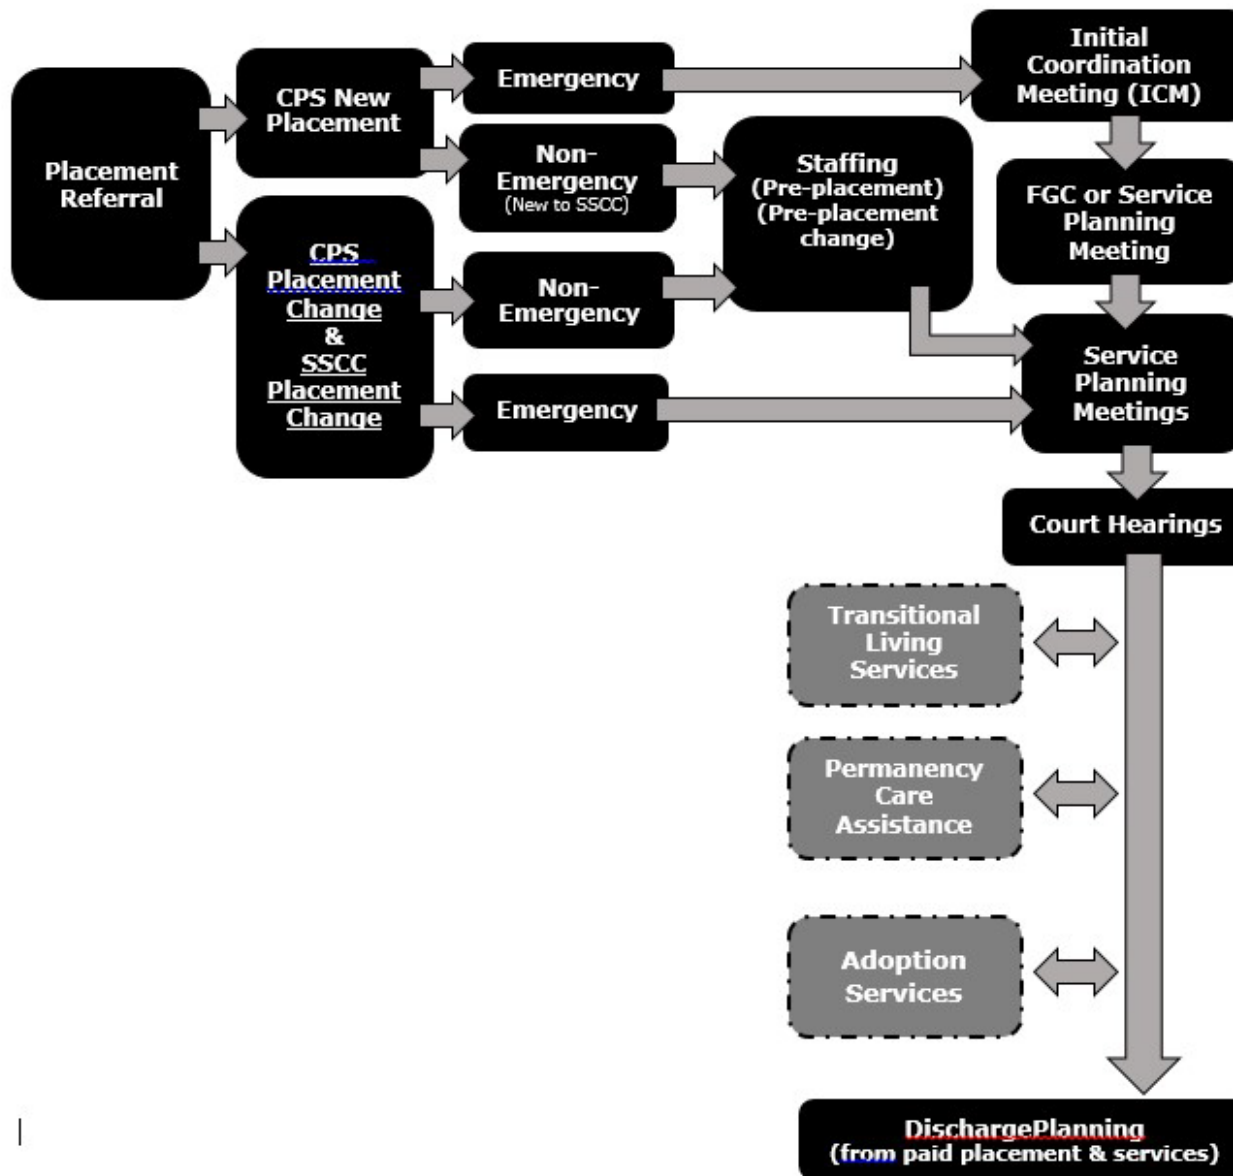 Placement
Referral
CPS New
Placement
Emergency
Non-
Emergency
(New to SSCC)
CPS
Placement
Change
&
SSCC
Placement
Change
Non-
Emergency
Emergency
Staffing
(Pre-placement)
(Pre-placement
change)
Initial
Coordination
Meeting (ICM)
FGC or Service
Planning
Meeting
Service
Planning
Meetings
Court Hearings
Transitional
Living
Services
Permanency
Care
Assistance
Adoption
Services
DischargePlanning
(from paid placement & services)